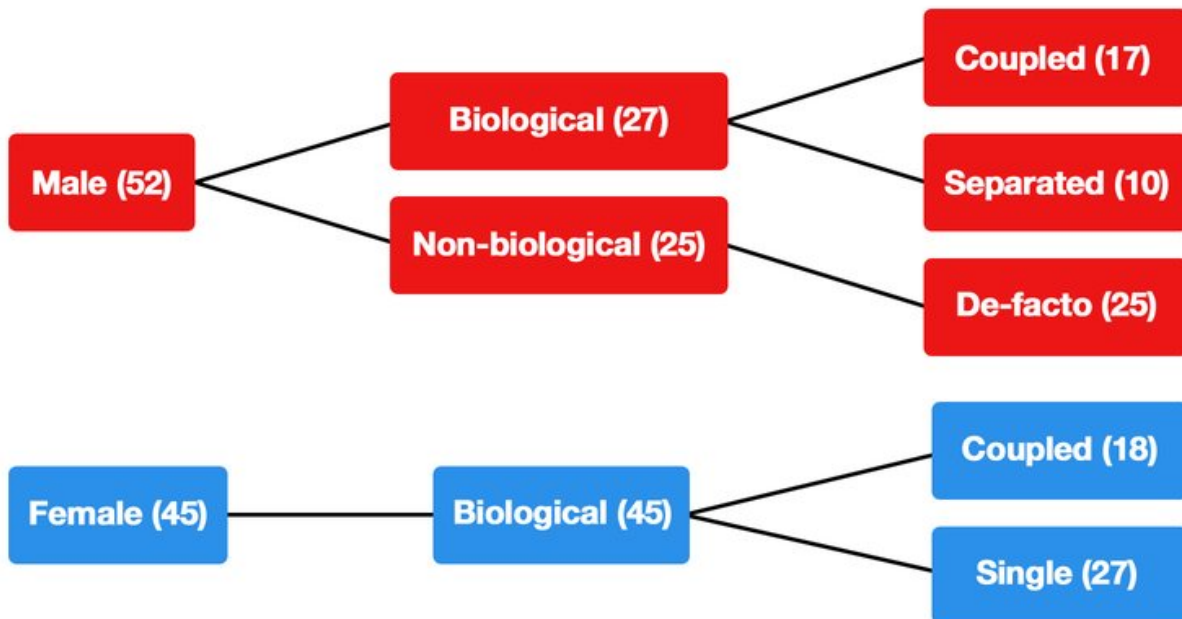 Male (52)
Biological (27)
Non-biological (25)
Coupled (17)
Separated (10)
De-facto (25)
Female (45)
Biological (45)
Coupled (18)
Single (27)